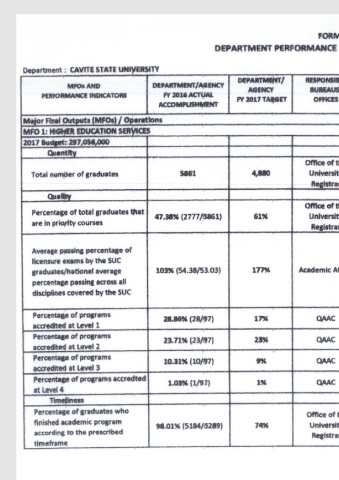 FORM
DEPARTMENT PERFORMANCE
Department : CAVITE STATE UNIVERSITY
MFOs AND PERFORMANCE INDICATORS
DEPARTMENT/AGENCY FY 2016 ACTUAL ACCOMPLISHMENT
DEPARTMENT/ AGENCY FY 2017 TARGET
RESPONSIB BUREAUS OFFICES
Major Final Outputs (MFOs) / Operations
MFO 1: HIGHER EDUCATION SERVICES
2017 Budget: 297,056,000
Quantity
Total number of graduates
5861
4,880
Office of t
Universit
Registra
Quality
Percentage of total graduates that
are in priority courses
47.38% (2777/5861)
61%
Office of t
Universit
Registra
Average passing percentage of
licensure exams by the SUC
graduates/national average
percentage passing across all
disciplines covered by the SUC
103% (54.38/53.03)
177%
Academic Af
Percentage of programs
accredited at Level 1
28.86% (28/97)
17%
QAAC
Percentage of programs
accredited at Level 2
23.71% (23/97)
23%
QAAC
Percentage of programs
accredited at Level 3
10.31% (10/97)
9%
QAAC
Percentage of programs accredted
at Level 4
1.03% (1/97)
1%
QAAC
Timeliness
Percentage of graduates who
finished academic program
according to the prescribed
timeframe
98.01% (5184/5289)
74%
Office of t
Universit
Registra